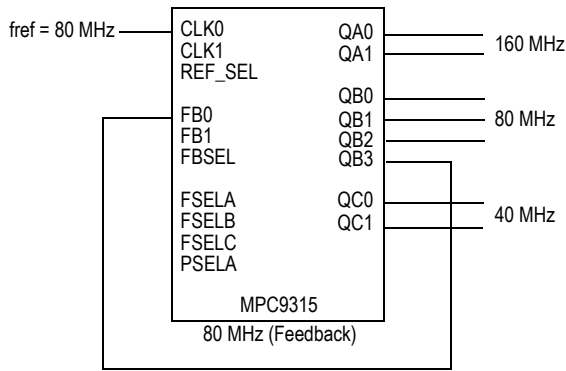 fref = 80 MHz
CLK0
CLK1
REF_SEL
FB0
FB1
FBSEL
FSELA
FSELB
FSELC
PSELA
QA0
QA1
160 MHz
QB0
QB1
QB2
QB3
80 MHz
QC0
QC1
40 MHz
MPC9315
80 MHz (Feedback)